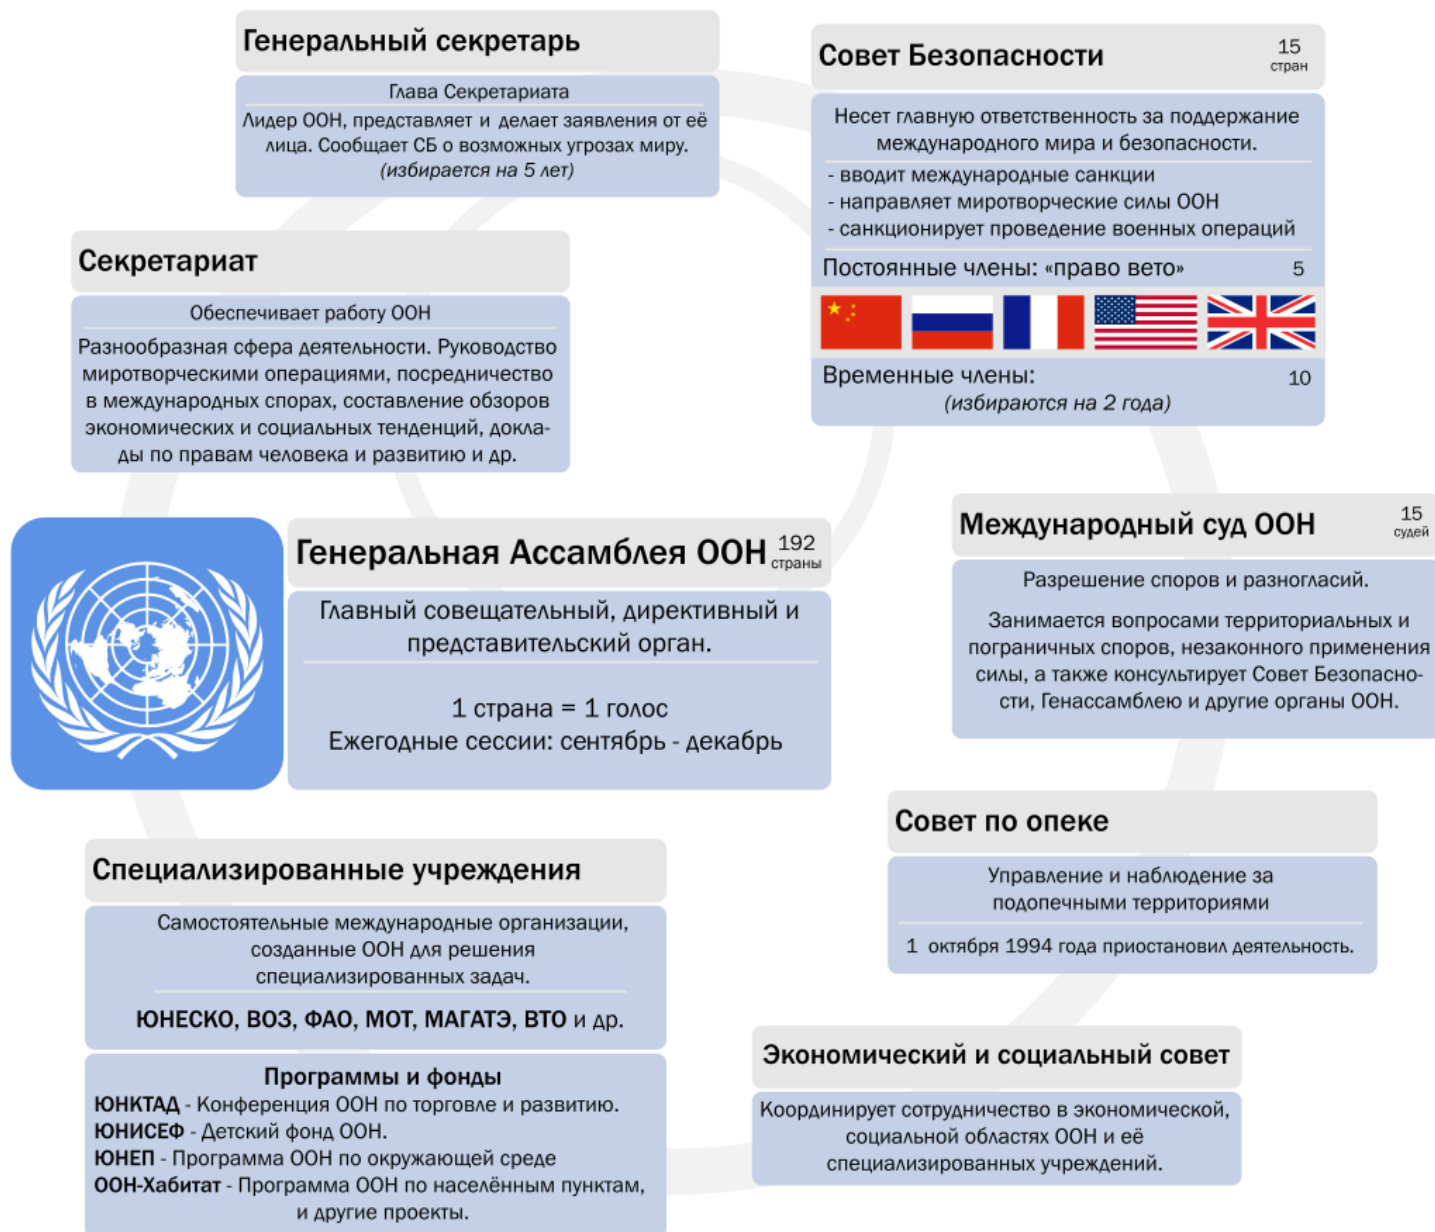 Генеральный секретарь
Глава Секретариата
Лидер ООН, представляет и делает заявления от её
лица. Сообщает СБ о возможных угрозах миру.
(избирается на 5 лет)
Совет Безопасности
15
стран
Несет главную ответственность за поддержание
международного мира и безопасности.
- вводит международные санкции
- направляет миротворческие силы ООН
- санкционирует проведение военных операций
Постоянные члены: «право вето» 5
Временные члены: 10
(избираются на 2 года)
Секретариат
Обеспечивает работу ООН
Разнообразная сфера деятельности. Руководство
миротворческими операциями, посредничество
в международных спорах, составление обзоров
экономических и социальных тенденций, докла-
ды по правам человека и развитию и др.
Генеральная Ассамблея ООН
192
страны
Главный совещательный, директивный и
представительский орган.
1 страна = 1 голос
Ежегодные сессии: сентябрь - декабрь
Международный суд ООН
15
судей
Разрешение споров и разногласий.
Занимается вопросами территориальных и
пограничных споров, незаконного применения
силы, а также консультирует Совет Безопасно-
сти, Генассамблею и другие органы ООН.
Совет по опеке
Управление и наблюдение за
подопечными территориями
1 октября 1994 года приостановил деятельность.
Специализированные учреждения
Самостоятельные международные организации,
созданные ООН для решения
специализированных задач.
ЮНЕСКО, ВОЗ, ФАО, МОТ, МАГАТЭ, ВТО и др.
Программы и фонды
ЮНКТАД - Конференция ООН по торговле и развитию.
ЮНИСЕФ - Детский фонд ООН.
ЮНЕП - Программа ООН по окружающей среде
ООН-Хабитат - Программа ООН по населённым пунктам,
и другие проекты.
Экономический и социальный совет
Координирует сотрудничество в экономической,
социальной областях ООН и её
специализированных учреждений.